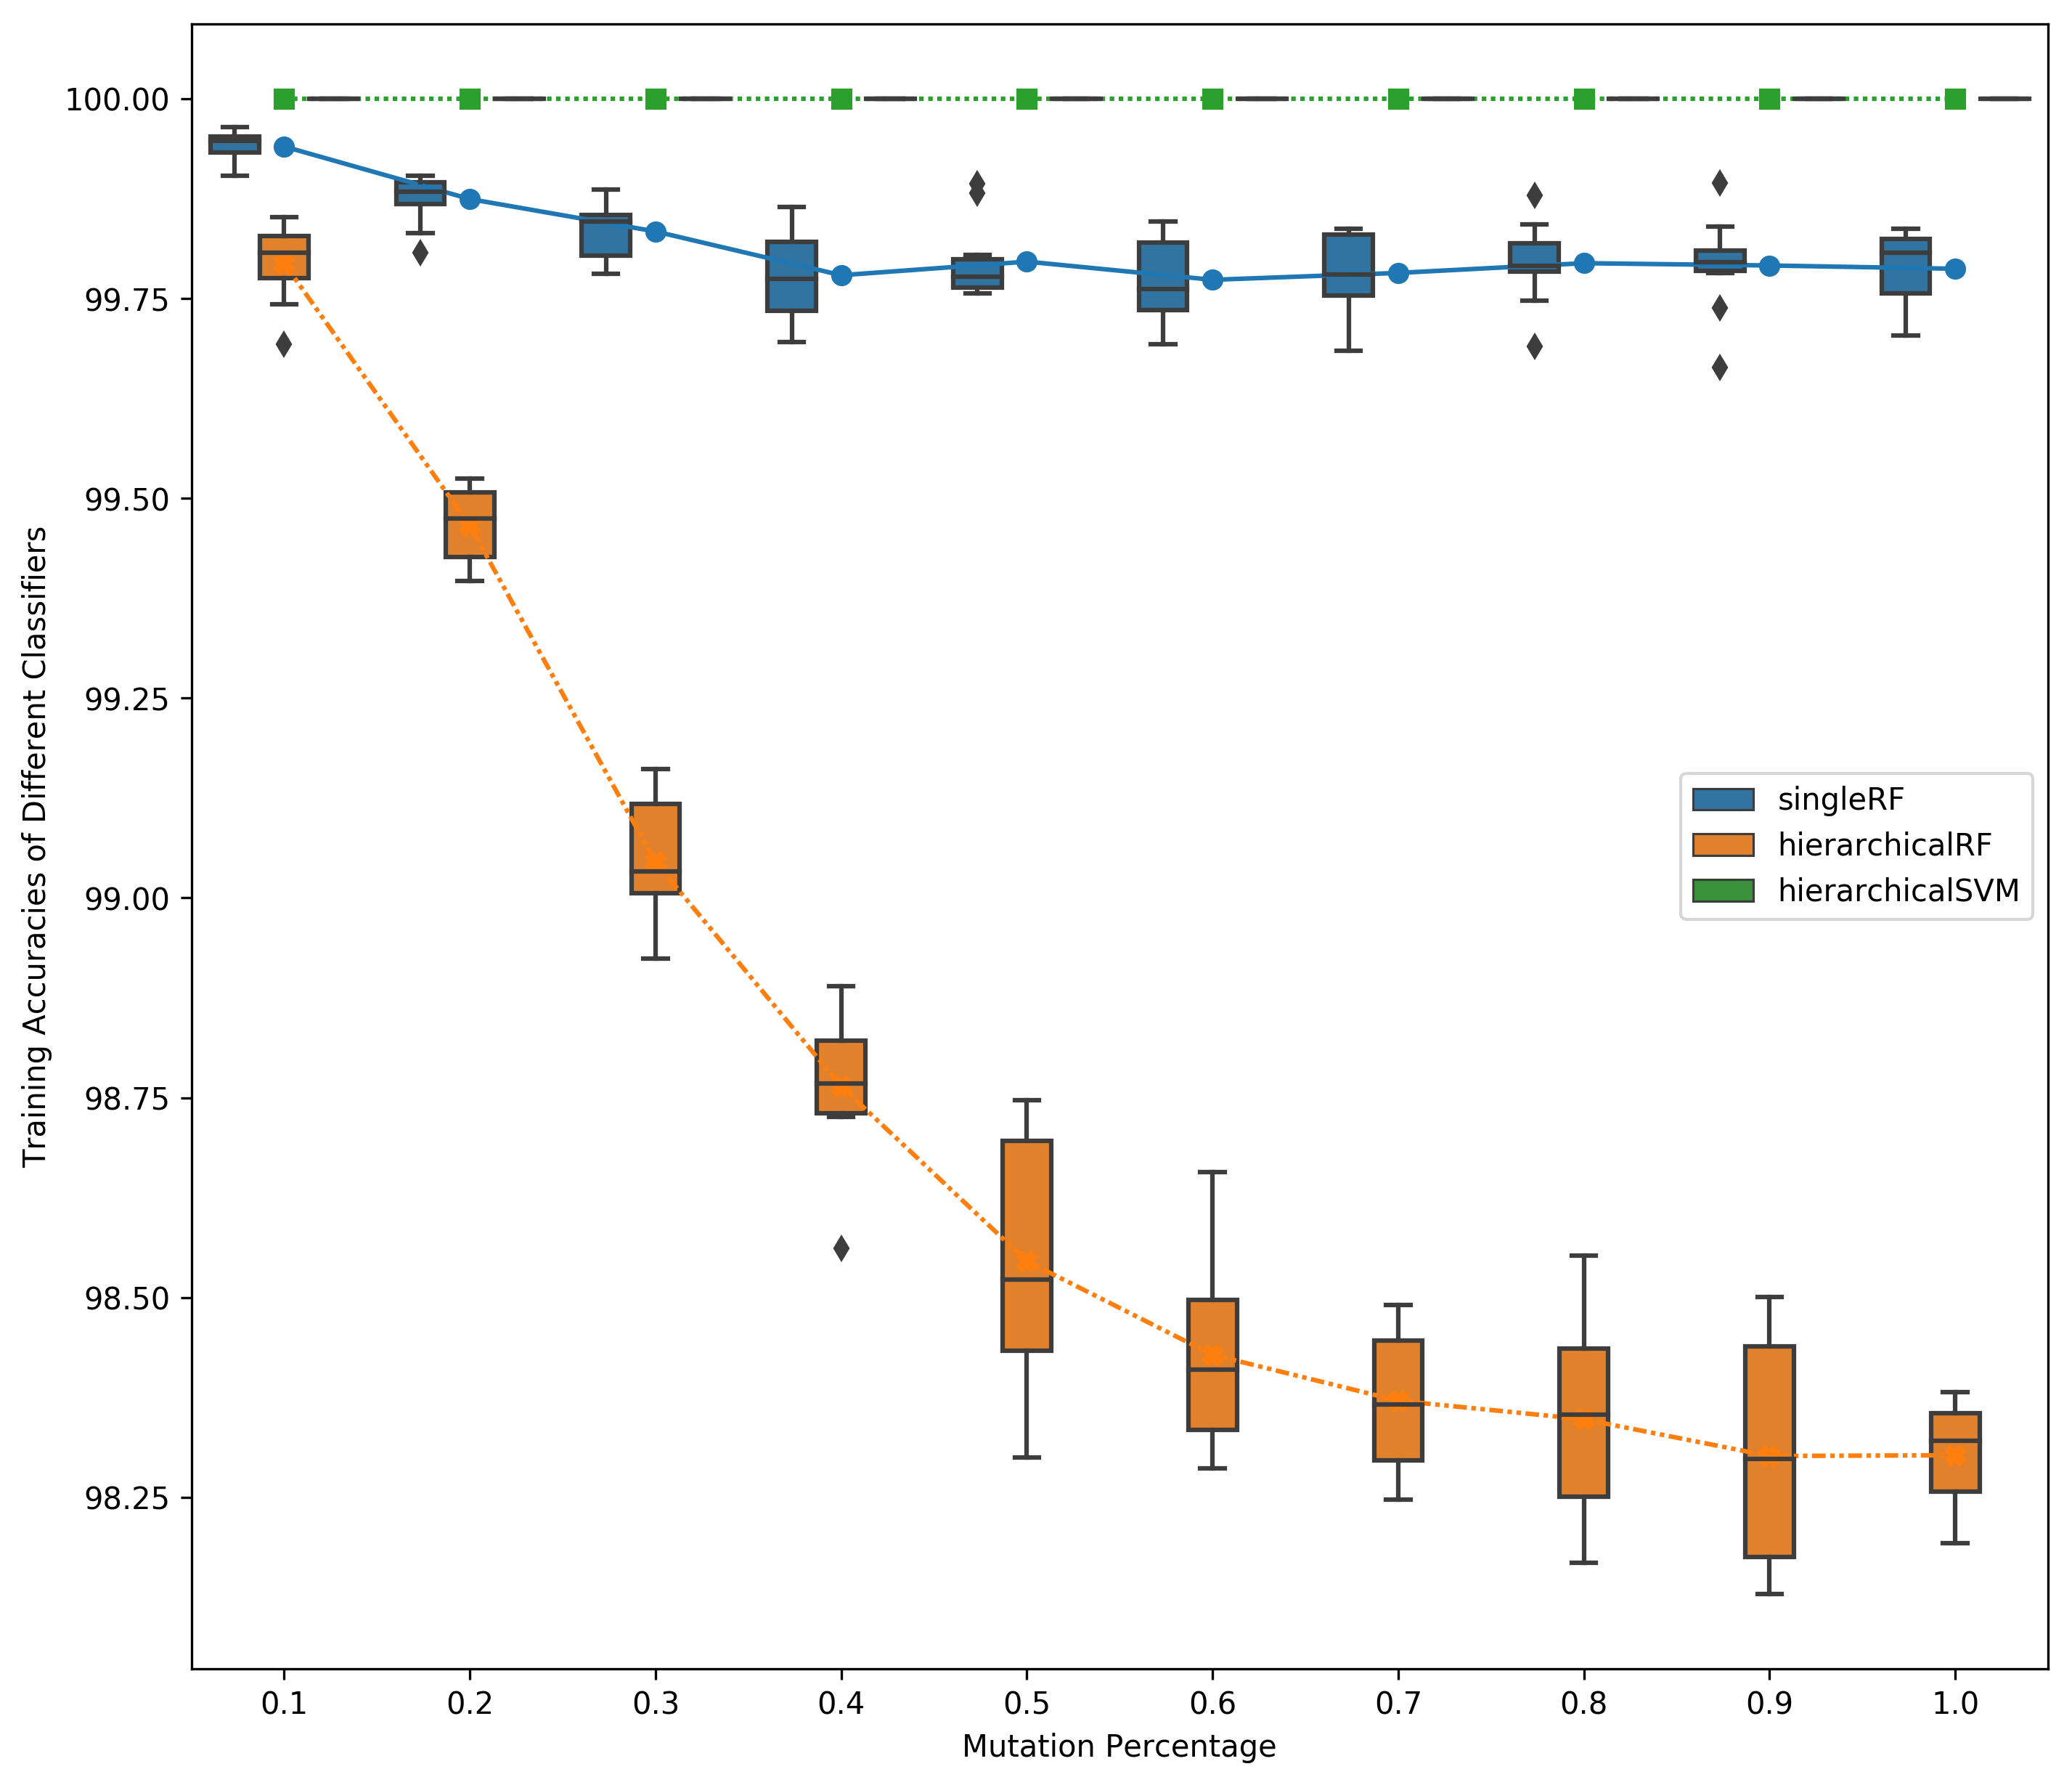 Training Accuracies of Different Classifiers
100.00
99.75
99.50
99.25
99.00
98.75
98.50
98.25
singleRF
hierarchicalRF
hierarchicalSVM
0.1 0.2 0.3 0.4 0.5 0.6 0.7 0.8 0.9 1.0
Mutation Percentage